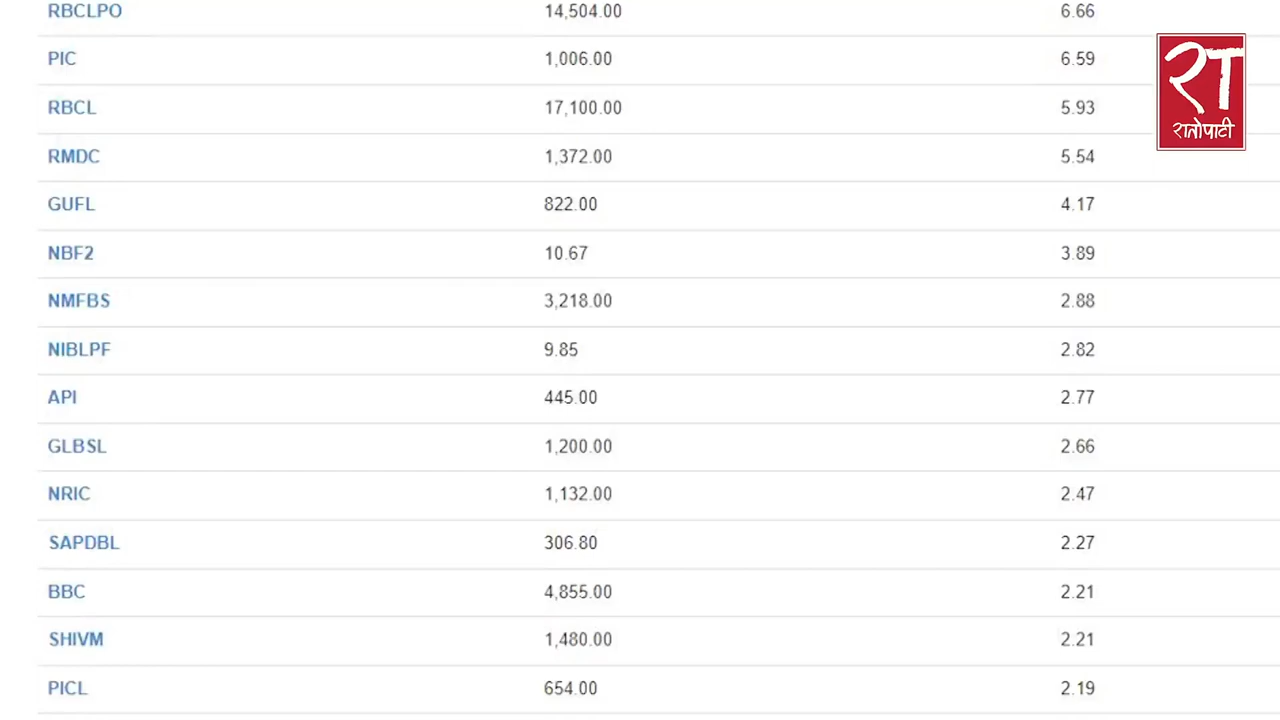 RBCLPO 14,504.00 6.66
PIC 1,006.00 6.59
RBCL 17,100.00 5.93
RMDC 1,372.00 5.54
GUFL 822.00 4.17
NBF2 10.67 3.89
NMFBS 3,218.00 2.88
NIBLPF 9.85 2.82
API 445.00 2.77
GLBSL 1,200.00 2.66
NRIC 1,132.00 2.47
SAPDBL 306.80 2.27
BBC 4,855.00 2.21
SHIVM 1,480.00 2.21
PICL 654.00 2.19
रा
रातोपाटी